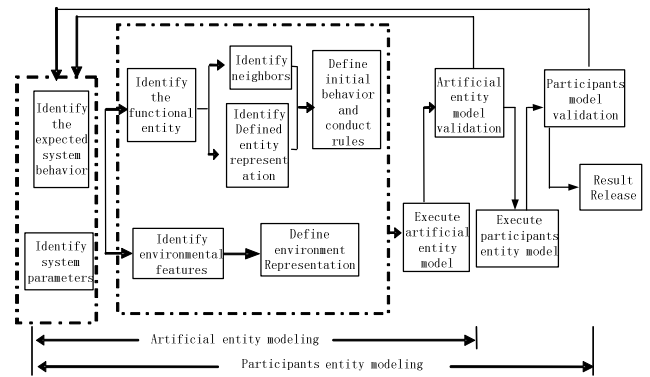 Identify
the
expected
system
behavior
Identify
system
parameters
Identify
the
functional
entity
Identify
neighbors
Identify
Defined
entity
represent
ation
Define
initial
behavior
and
conduct
rules
Identify
environmental
features
Define
environment
Representation
Execute
artificial
entity
model
Artificial
entity
model
validation
Execute
participants
entity model
Participants
model
validation
Result
Release
Artificial entity modeling
Participants entity modeling